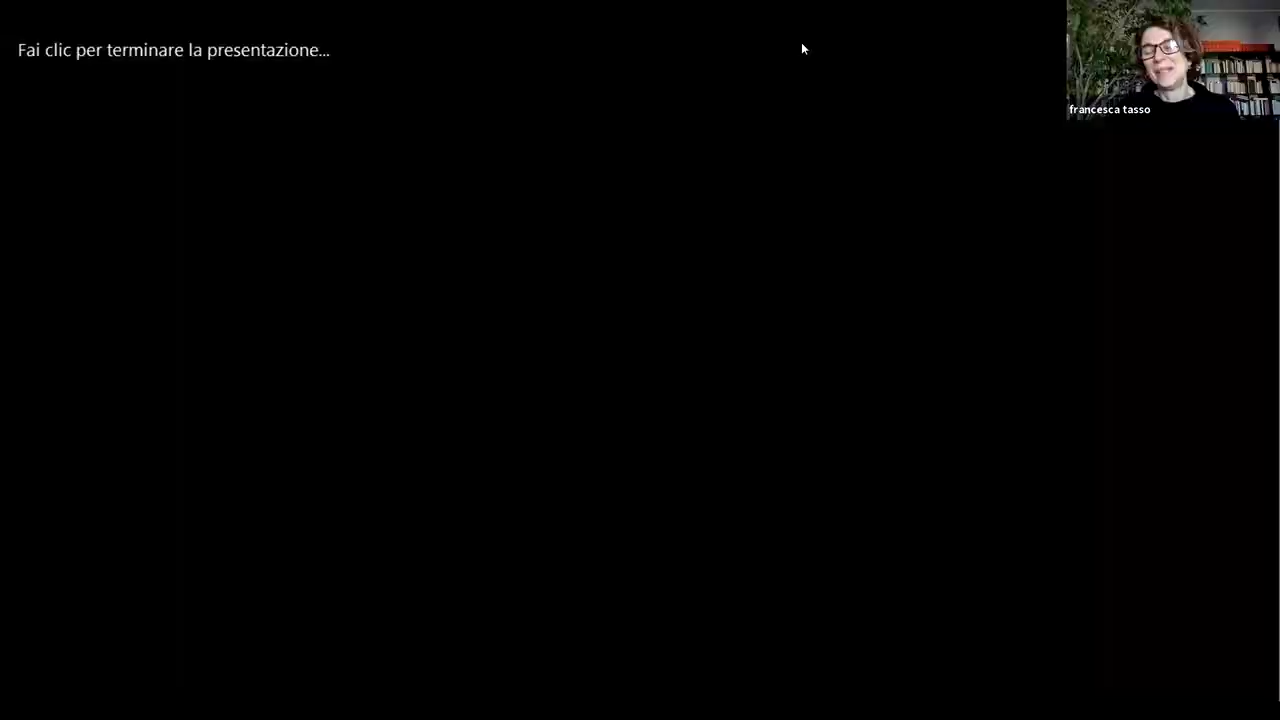 Fai clic per terminare la presentazione...
francesca tasso